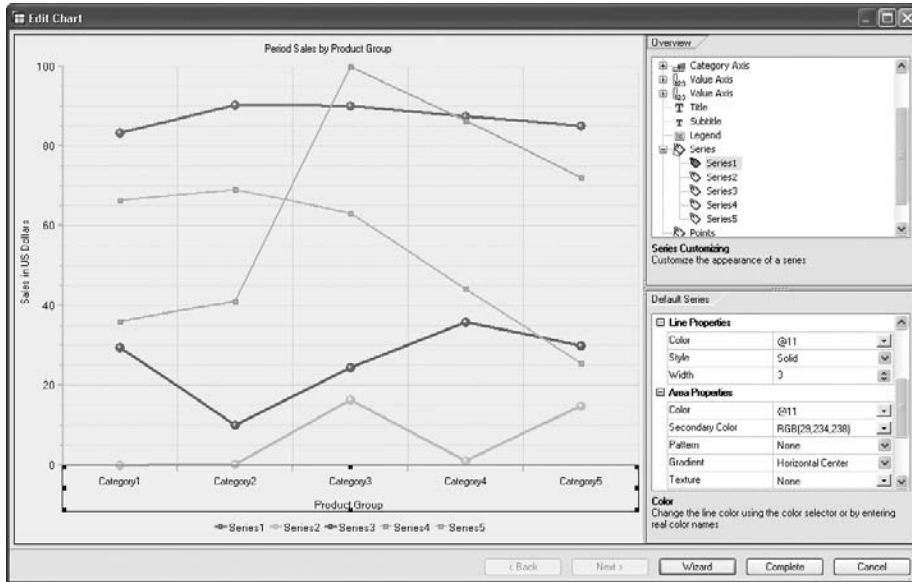 Edit Chart
Period Sales by Product Group
100
80
60
40
20
0
Sales in US Dollars
Category1 Category2 Category3 Category4 Category5
Product Group
Series1 Series2 Series3 Series4 Series5
Overview
Category Axis
Value Axis
Value Axis
Title
Subtitle
Legend
Series
Series1
Series2
Series3
Series4
Series5
Points
Series Customizing
Customize the appearance of a series
Default Series
Line Properties
Color @11
Style Solid
Width 3
Area Properties
Color @11
Secondary Color RGB(29,234,238)
Pattern None
Gradient Horizontal Center
Texture None
Color
Change the line color using the color selector or by entering
real color names
< Back Next > Wizard Complete Cancel